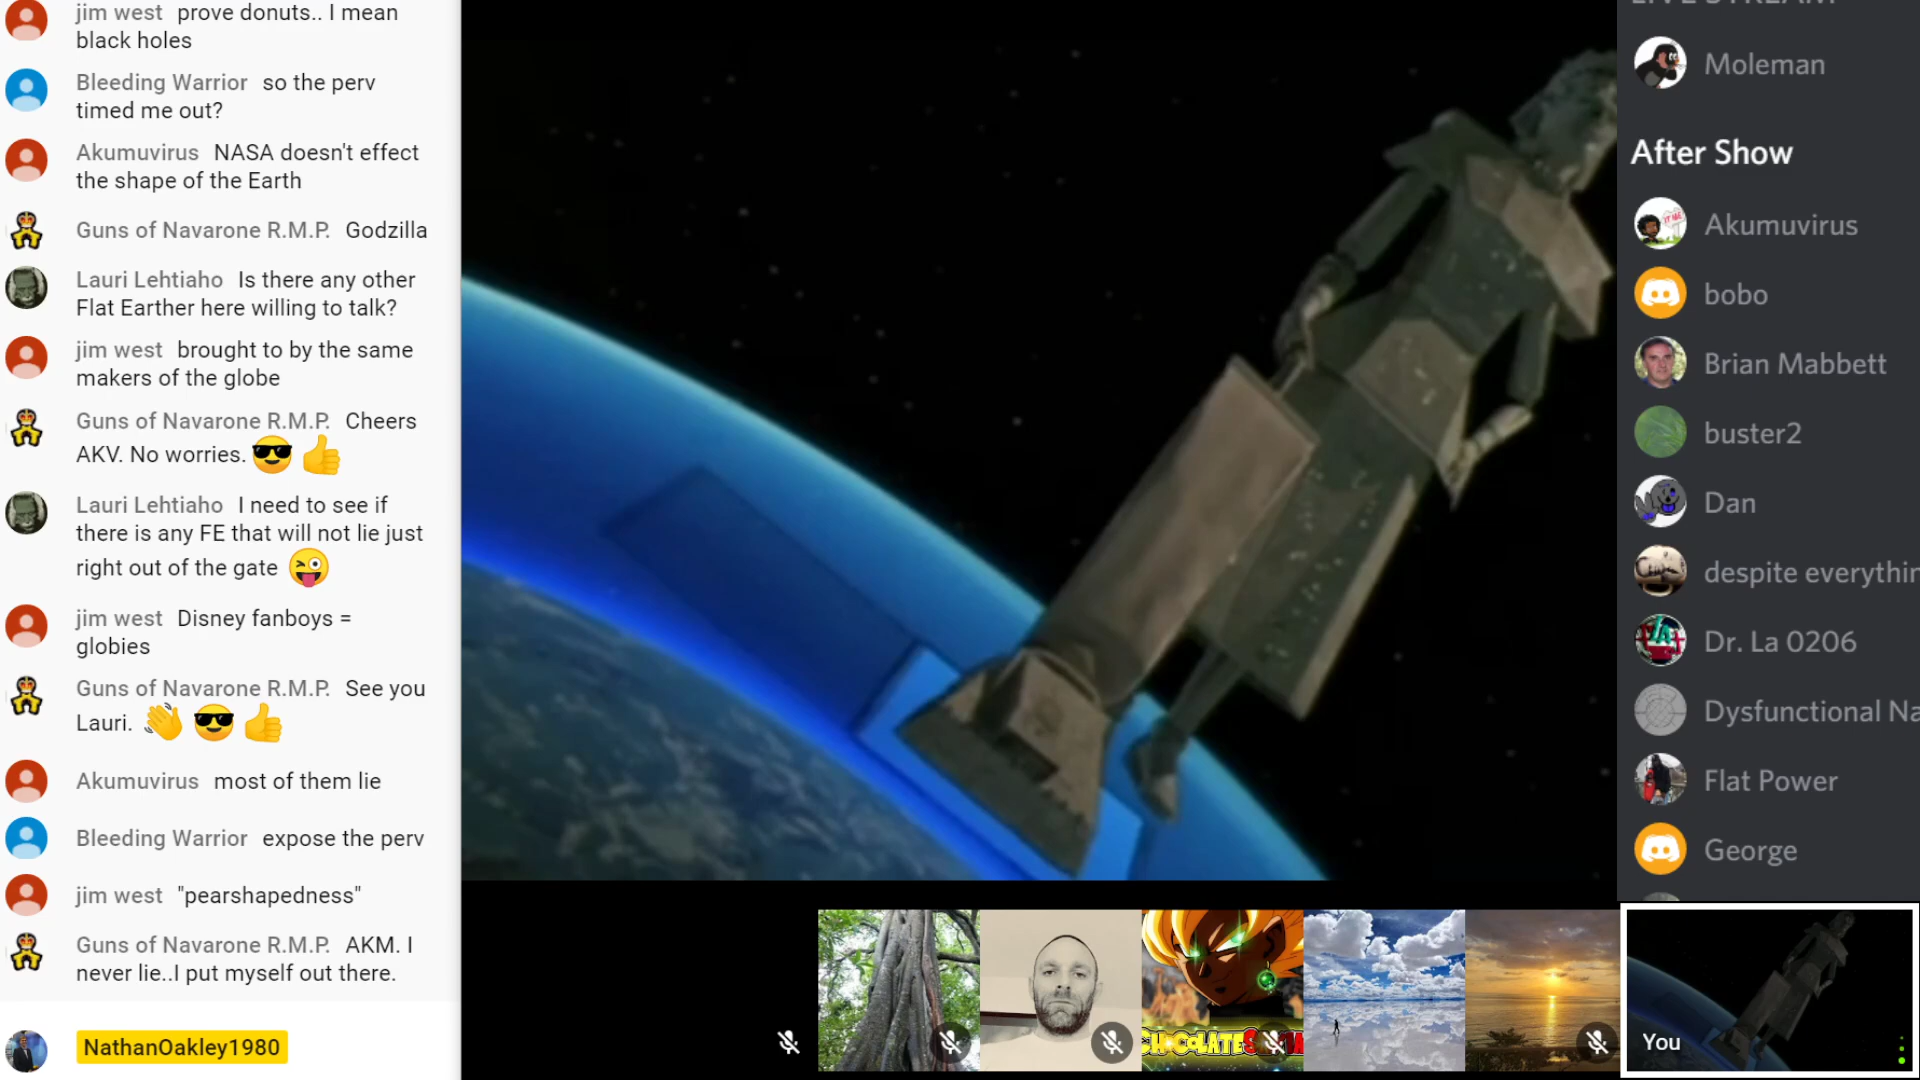 jim west prove donuts.. I mean
black holes
Bleeding Warrior so the perv
timed me out?
Akumuvirus NASA doesn't effect
the shape of the Earth
Guns of Navarone R.M.P. Godzilla
Lauri Lehtiaho Is there any other
Flat Earther here willing to talk?
jim west brought to by the same
makers of the globe
Guns of Navarone R.M.P. Cheers
AKV. No worries.
Lauri Lehtiaho I need to see if
there is any FE that will not lie just
right out of the gate
jim west Disney fanboys =
globies
Guns of Navarone R.M.P. See you
Lauri.
Akumuvirus most of them lie
Bleeding Warrior expose the perv
jim west "pearshapedness"
Guns of Navarone R.M.P. AKM. I
never lie..I put myself out there.
NathanOakley1980
LIVE STREAM!
Moleman
After Show
Akumuvirus
bobo
Brian Mabbett
buster2
Dan
despite everythin
Dr. La 0206
Dysfunctional Na
Flat Power
George
You